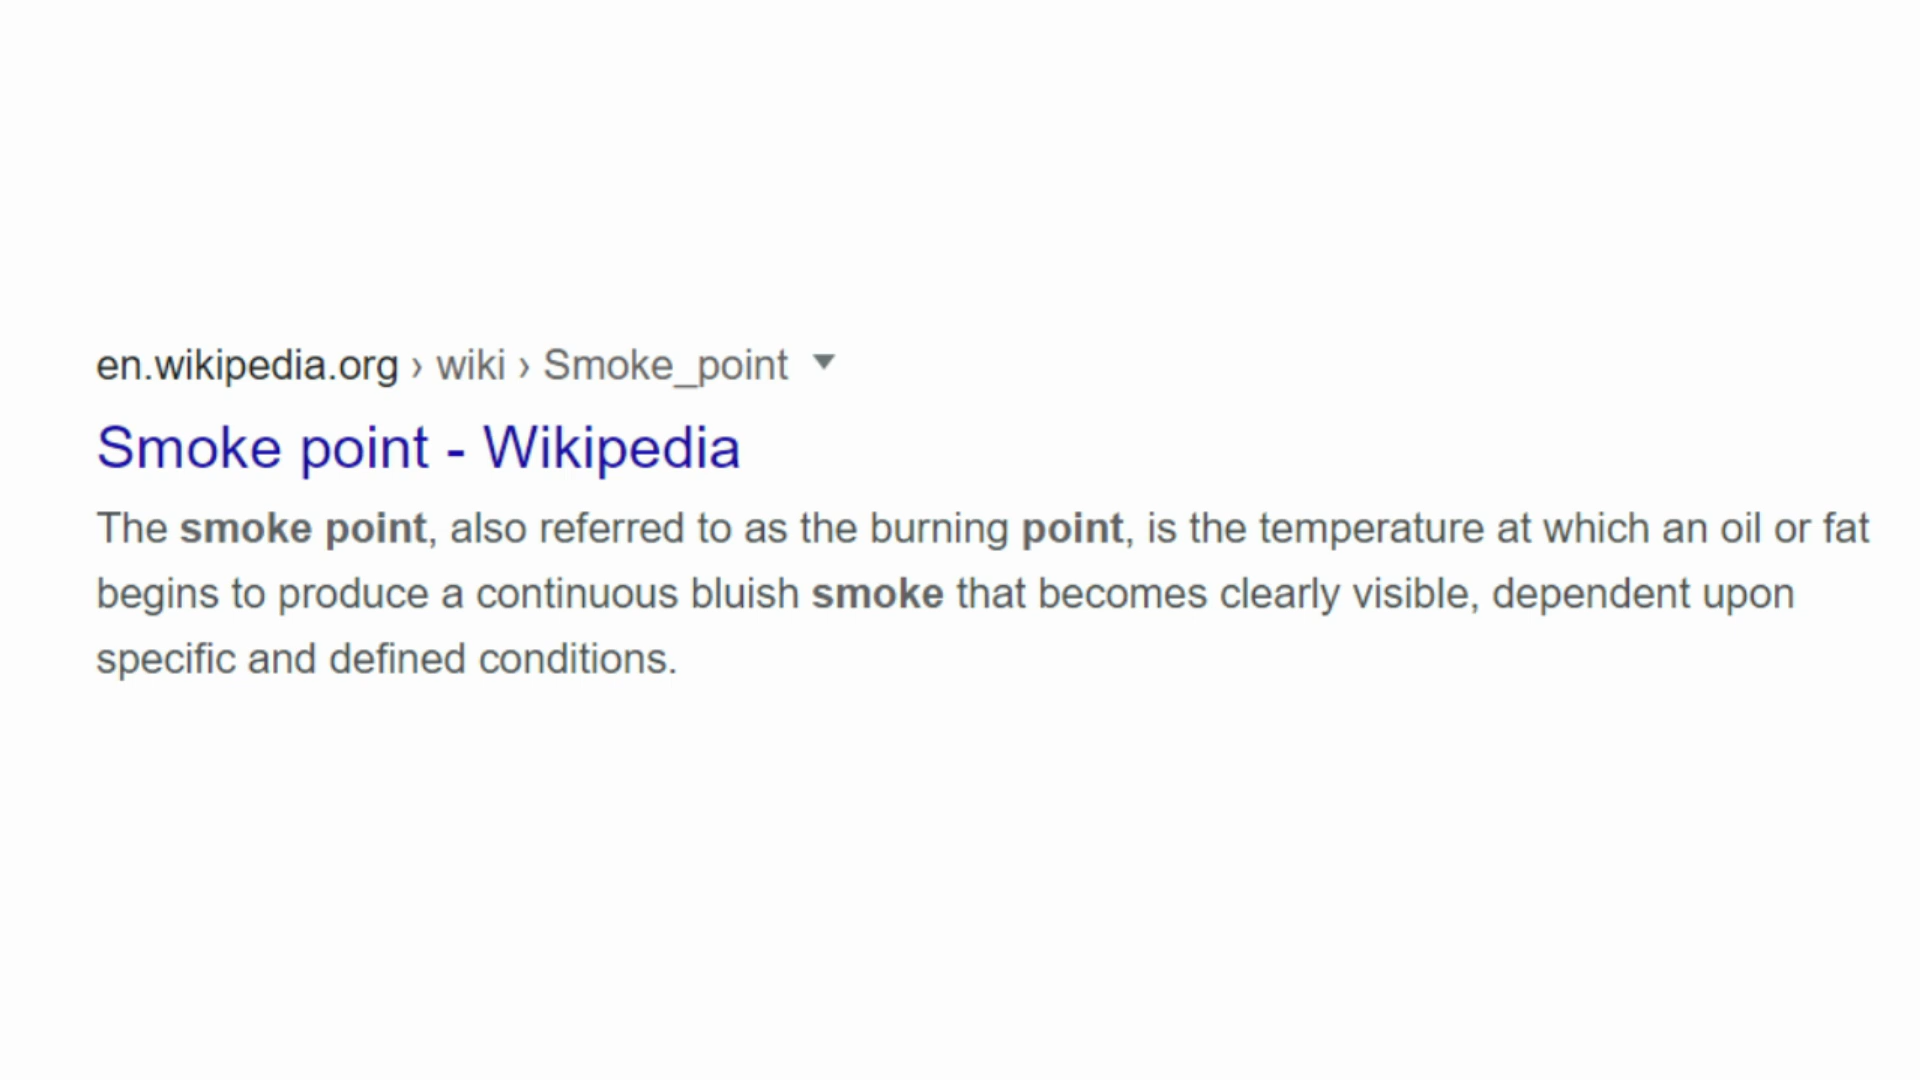 en.wikipedia.org › wiki › Smoke_point
Smoke point - Wikipedia
The smoke point, also referred to as the burning point, is the temperature at which an oil or fat
begins to produce a continuous bluish smoke that becomes clearly visible, dependent upon
specific and defined conditions.